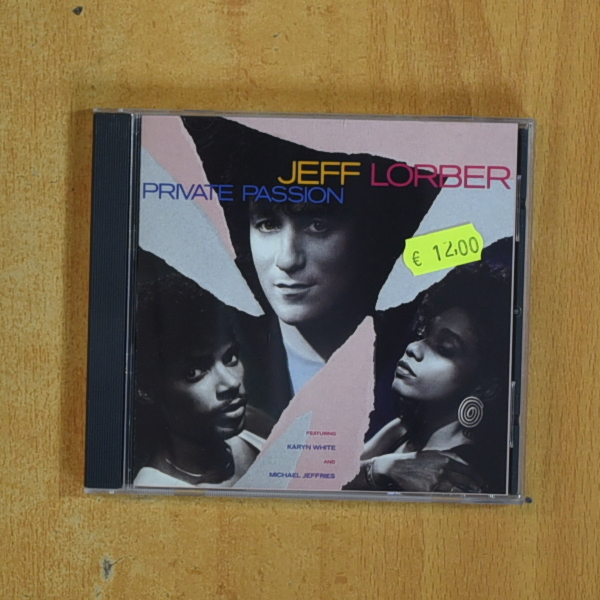 JEFF LORBER
PRIVATE PASSION
€ 12.00
FEATURING
KARYN WHITE
AND
MICHAEL JEFFRIES